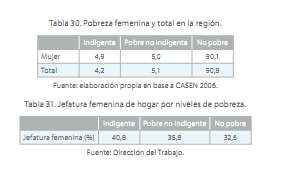 Tabla 30. Pobreza femenina y total en la región.
Indigente Pobre no Indigente No pobre
Mujer 4,9 5,0 90,1
Total 4,2 5,1 90,8
Fuente: elaboración propia en base a CASEN 2006.
Tabla 31. Jefatura femenina de hogar por niveles de pobreza.
Indigente Pobre no Indigente No pobre
Jefatura femenina (%) 40,8 35,8 32,6
Fuente: Dirección del Trabajo.